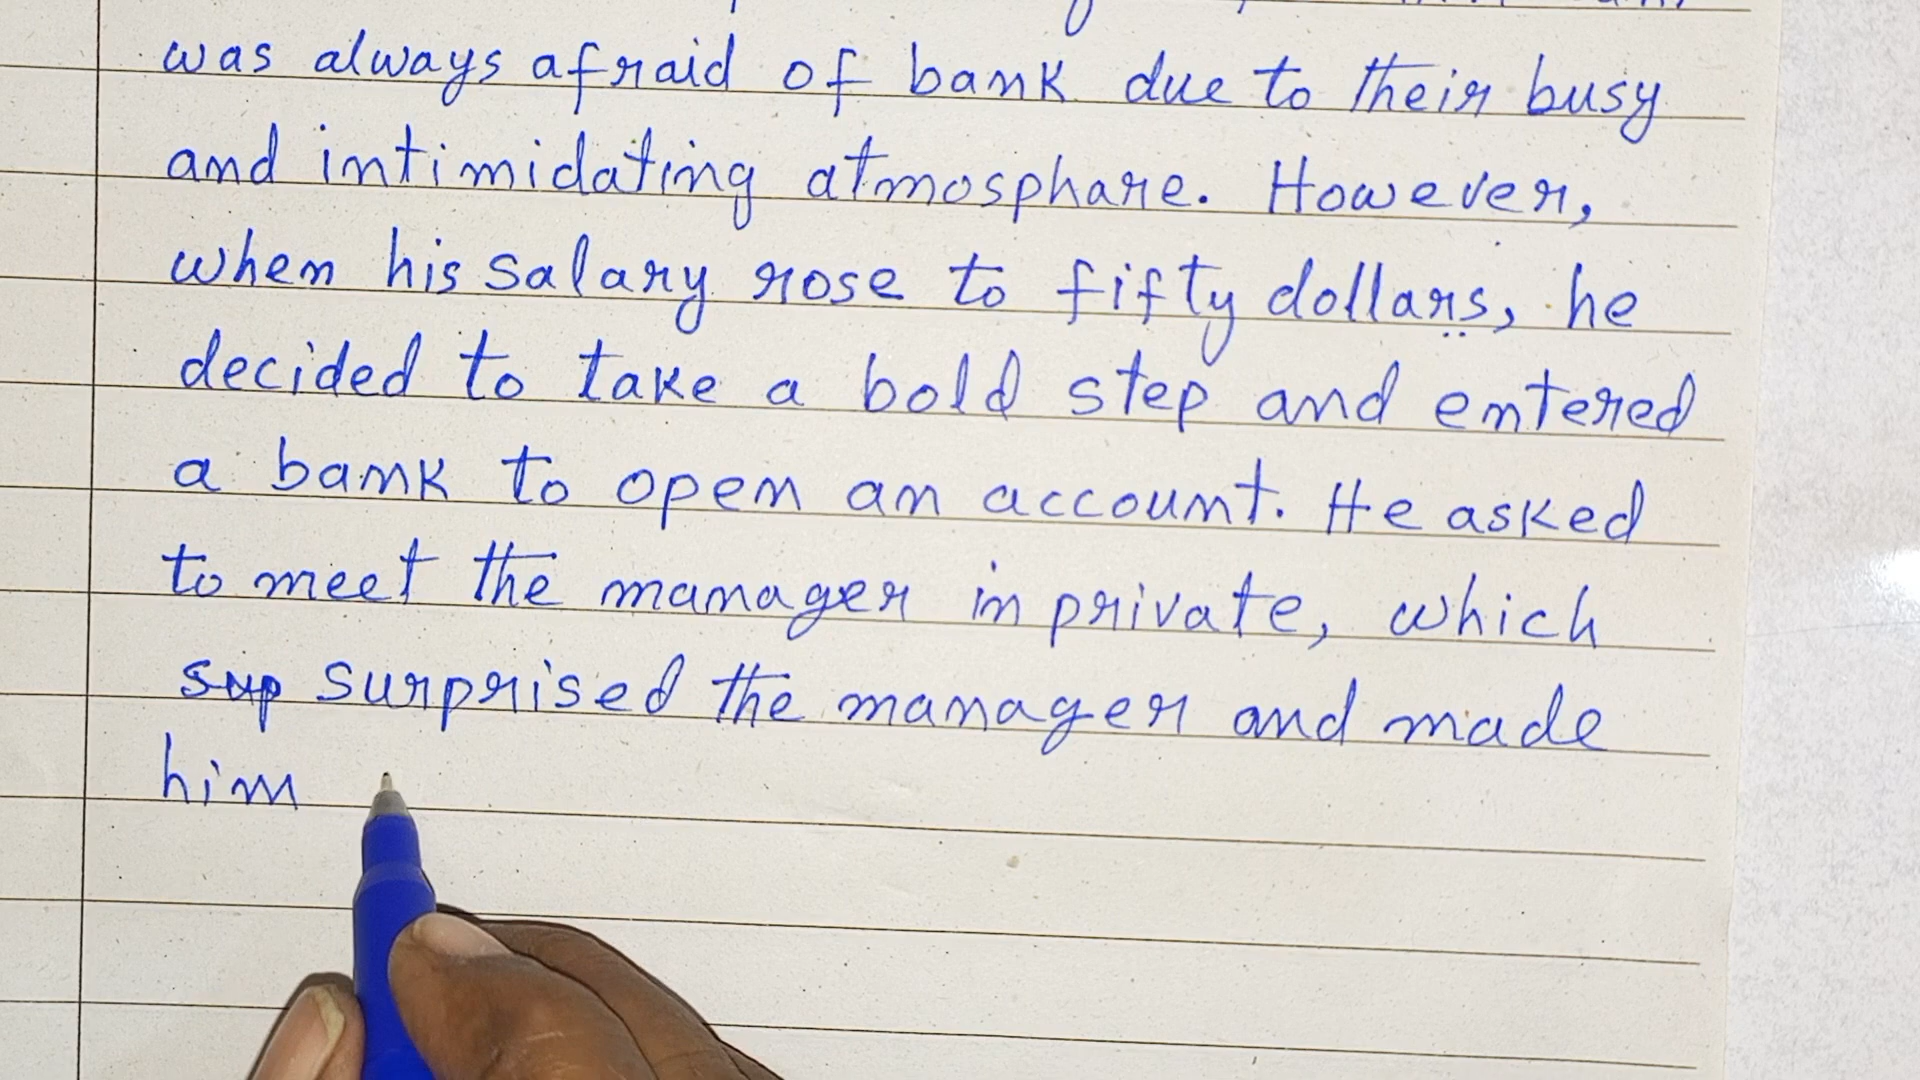 was always afraid of bank due to their busy
and intimidating atmosphare. However,
when his salary rose to fifty dollars, he
decided to take a bold step and entered
a bank to open an account. He asked
to meet the manager in private, which
sup surprised the manager and made
him